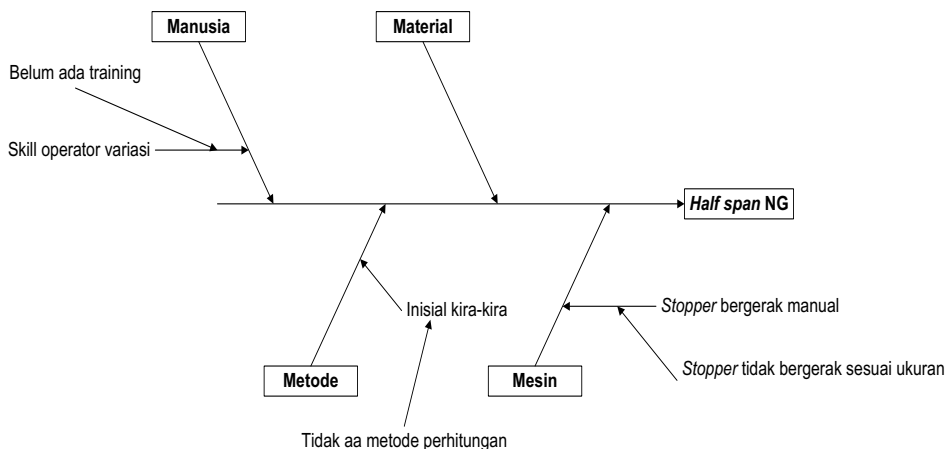 Manusia
Material
Belum ada training
Skill operator variasi
Half span NG
Inisial kira-kira
Stopper bergerak manual
Stopper tidak bergerak sesuai ukuran
Metode
Mesin
Tidak aa metode perhitungan